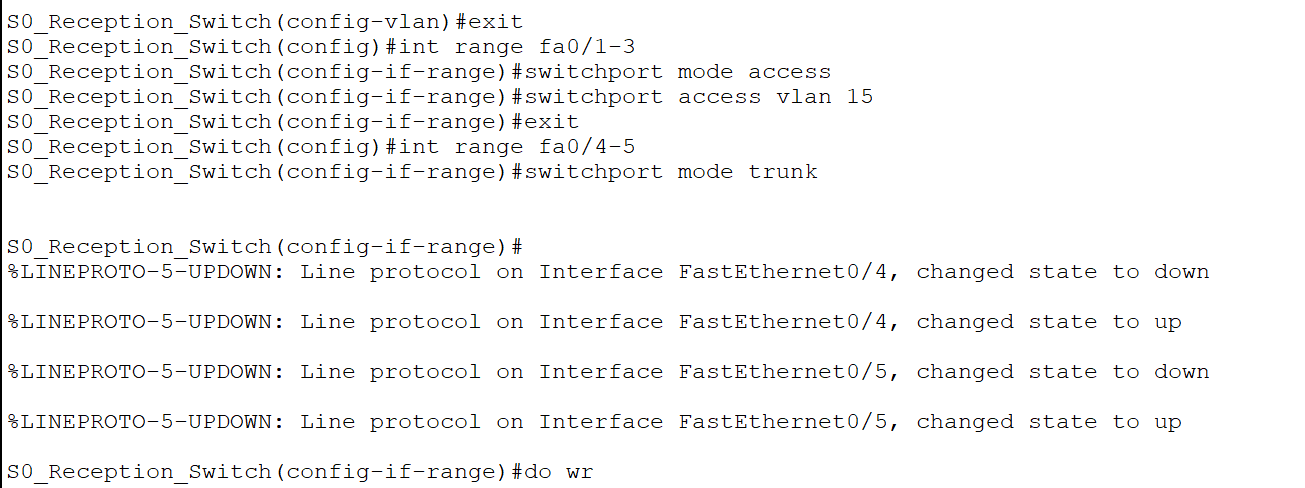 S0_Reception_Switch(config-vlan)#exit
S0_Reception_Switch(config)#int range fa0/1-3
S0_Reception_Switch(config-if-range)#switchport mode access
S0_Reception_Switch(config-if-range)#switchport access vlan 15
S0_Reception_Switch(config-if-range)#exit
S0_Reception_Switch(config)#int range fa0/4-5
S0_Reception_Switch(config-if-range)#switchport mode trunk
S0_Reception_Switch(config-if-range)#
%LINEPROTO-5-UPDOWN: Line protocol on Interface FastEthernet0/4, changed state to down
%LINEPROTO-5-UPDOWN: Line protocol on Interface FastEthernet0/4, changed state to up
%LINEPROTO-5-UPDOWN: Line protocol on Interface FastEthernet0/5, changed state to down
%LINEPROTO-5-UPDOWN: Line protocol on Interface FastEthernet0/5, changed state to up
S0_Reception_Switch(config-if-range)#do wr